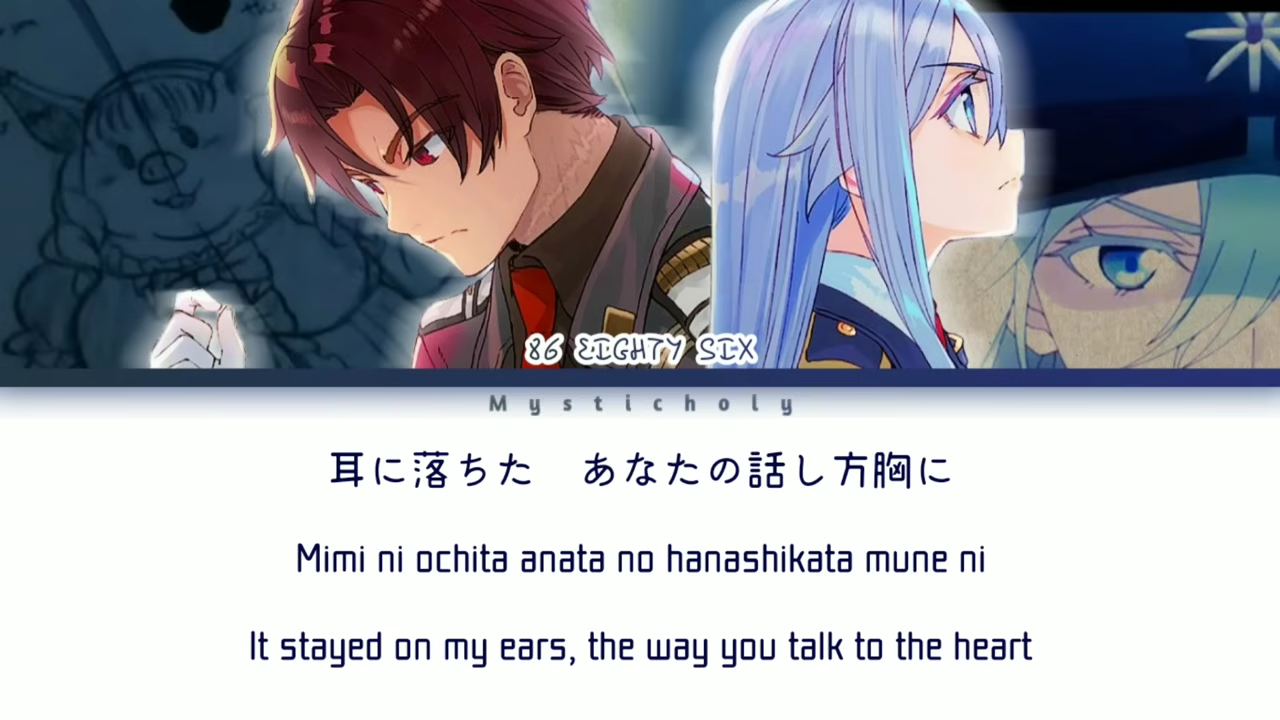 86 EIGHTY SIX
Mysticholy
耳に落ちた　あなたの話し方胸に
Mimi ni ochita anata no hanashikata mune ni
It stayed on my ears, the way you talk to the heart